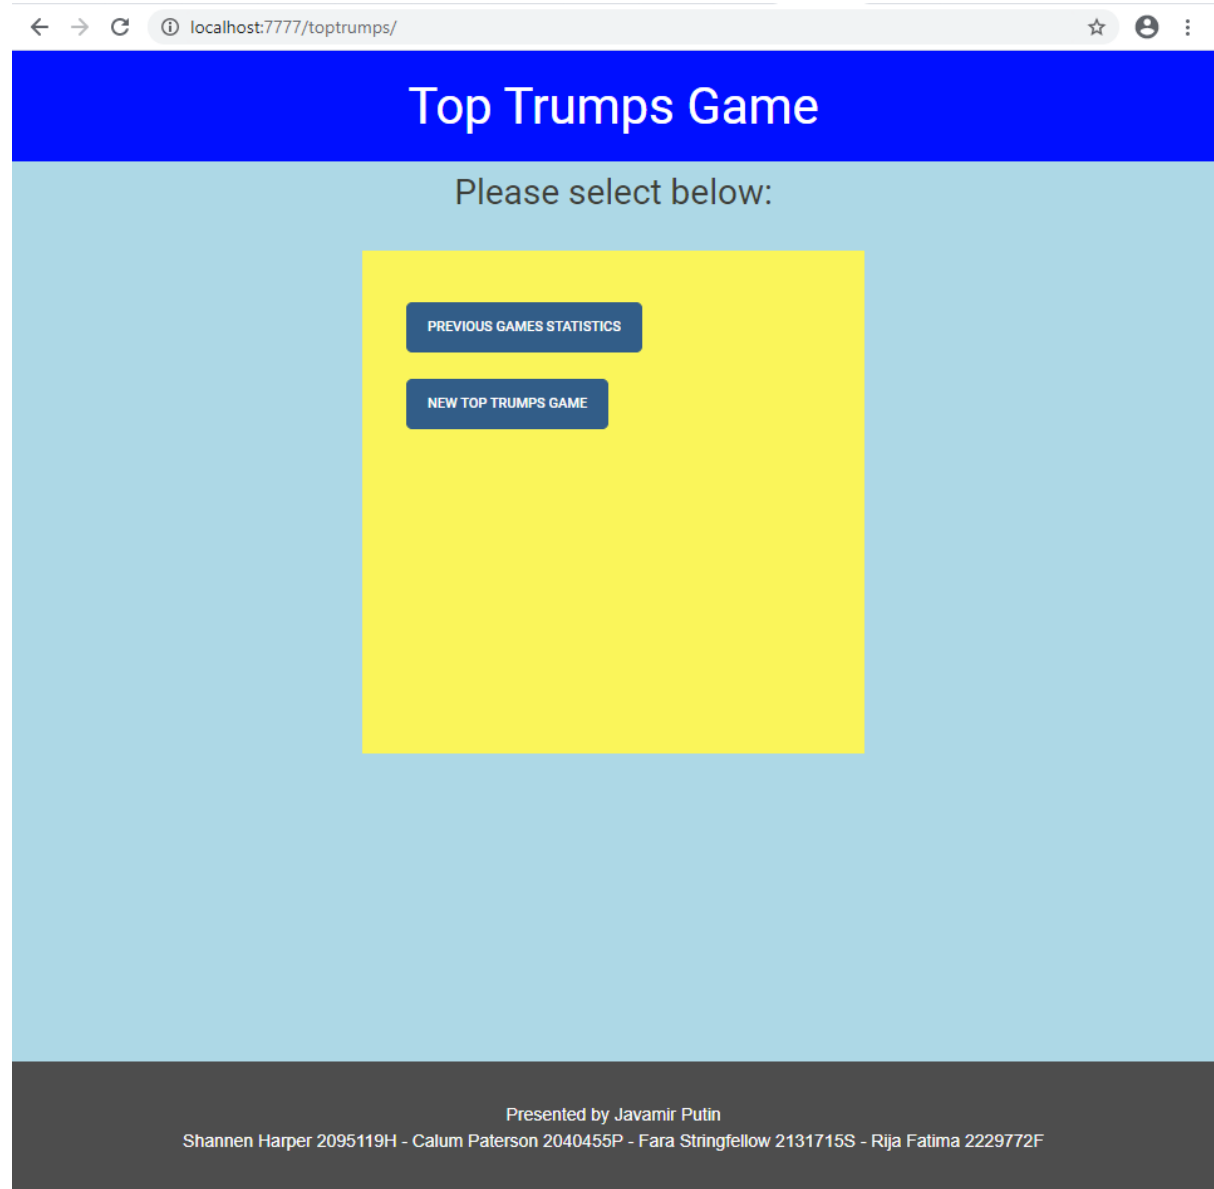 localhost:7777/toptrumps/
Top Trumps Game
Please select below:
PREVIOUS GAMES STATISTICS
NEW TOP TRUMPS GAME
Presented by Javamir Putin
Shannen Harper 2095119H - Calum Paterson 2040455P - Fara Stringfellow 2131715S - Rija Fatima 2229772F